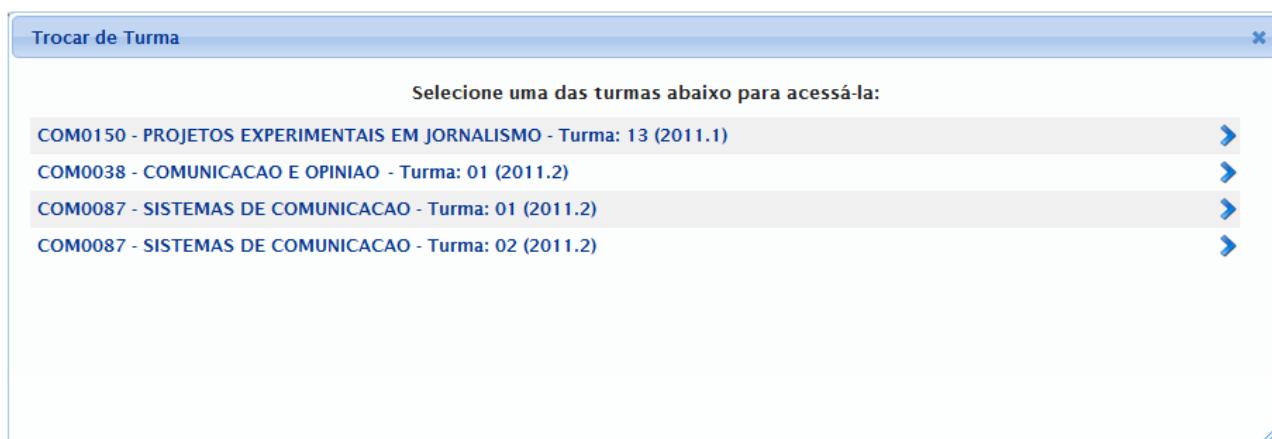 Trocar de Turma
Selecione uma das turmas abaixo para acessá-la:
COM0150 - PROJETOS EXPERIMENTAIS EM JORNALISMO - Turma: 13 (2011.1)
COM0038 - COMUNICACAO E OPINIAO - Turma: 01 (2011.2)
COM0087 - SISTEMAS DE COMUNICACAO - Turma: 01 (2011.2)
COM0087 - SISTEMAS DE COMUNICACAO - Turma: 02 (2011.2)